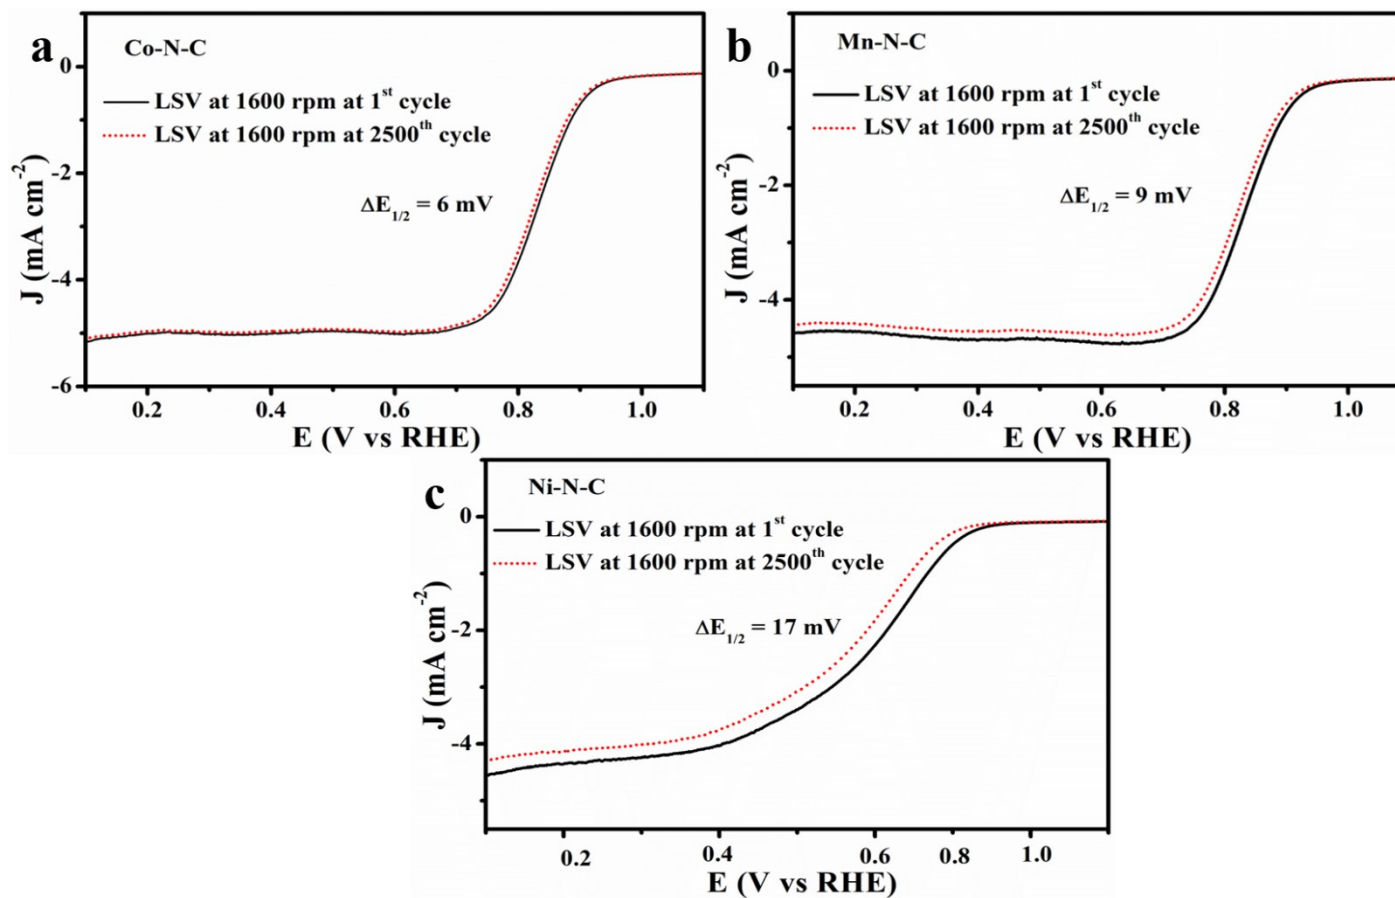 a
Co-N-C
0
-2
-4
-6
LSV at 1600 rpm at 1st cycle
LSV at 1600 rpm at 2500th cycle
ΔE1/2 = 6 mV
J (mA cm-2)
0.2 0.4 0.6 0.8 1.0
E (V vs RHE)
b
Mn-N-C
0
-2
-4
LSV at 1600 rpm at 1st cycle
LSV at 1600 rpm at 2500th cycle
ΔE1/2 = 9 mV
J (mA cm-2)
0.2 0.4 0.6 0.8 1.0
E (V vs RHE)
c
Ni-N-C
0
-2
-4
LSV at 1600 rpm at 1st cycle
LSV at 1600 rpm at 2500th cycle
ΔE1/2 = 17 mV
J (mA cm-2)
0.2 0.4 0.6 0.8 1.0
E (V vs RHE)